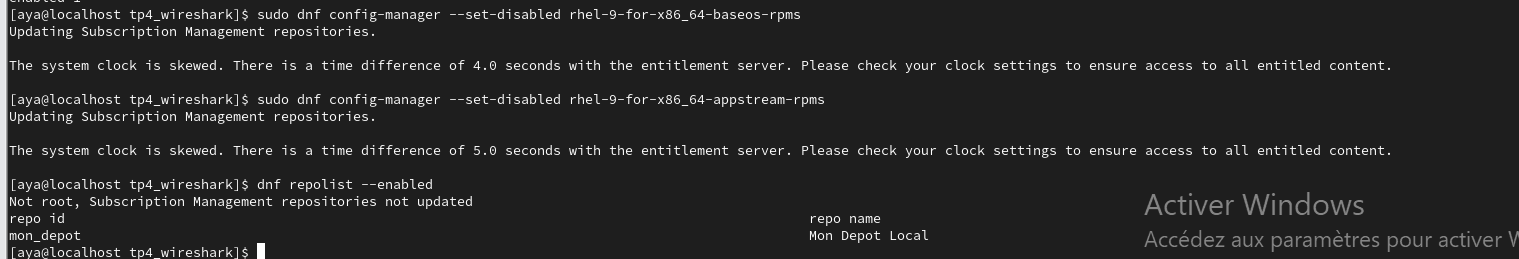 [aya@localhost tp4_wireshark]$ sudo dnf config-manager --set-disabled rhel-9-for-x86_64-baseos-rpms
Updating Subscription Management repositories.
The system clock is skewed. There is a time difference of 4.0 seconds with the entitlement server. Please check your clock settings to ensure access to all entitled content.
[aya@localhost tp4_wireshark]$ sudo dnf config-manager --set-disabled rhel-9-for-x86_64-appstream-rpms
Updating Subscription Management repositories.
The system clock is skewed. There is a time difference of 5.0 seconds with the entitlement server. Please check your clock settings to ensure access to all entitled content.
[aya@localhost tp4_wireshark]$ dnf repolist --enabled
Not root, Subscription Management repositories not updated
repo id repo name
mon_depot Mon Depot Local
[aya@localhost tp4_wireshark]$
Activer Windows
Accédez aux paramètres pour activer